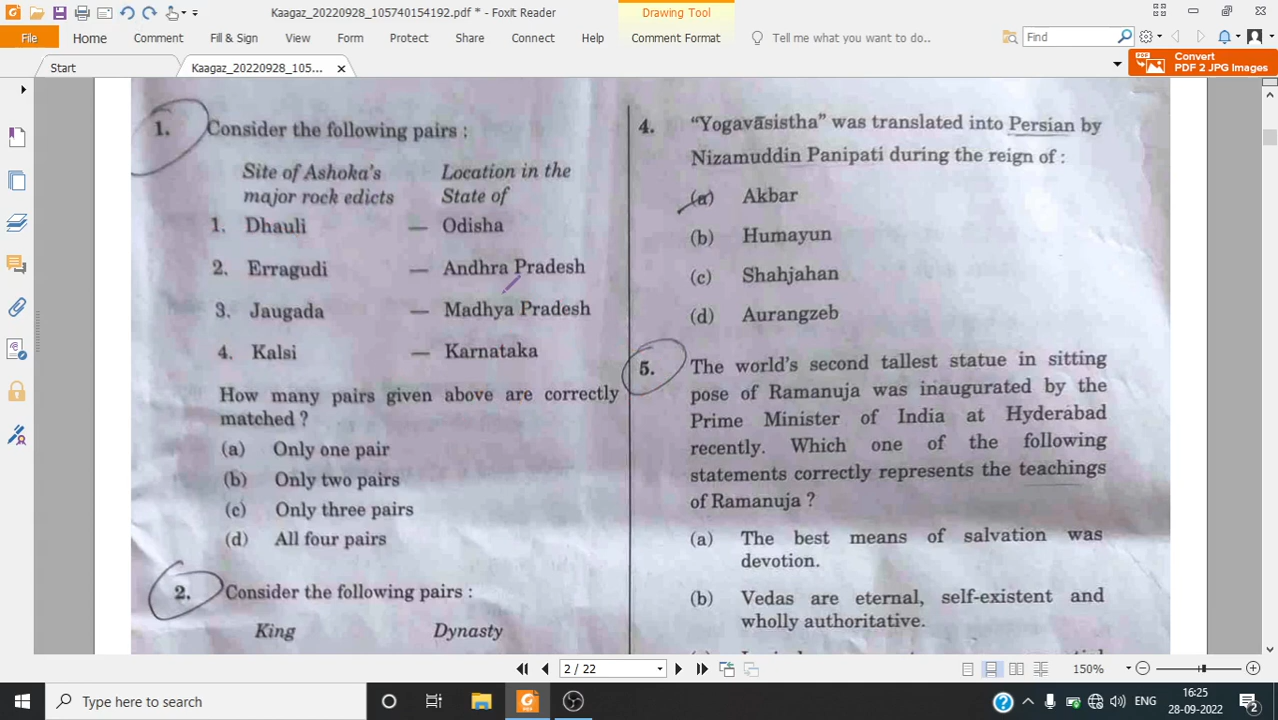 Kaagaz_20220928_105740154192.pdf * - Foxit Reader
Drawing Tool
File
Home
Comment
Fill & Sign
View
Form
Protect
Share
Connect
Help
Comment Format
Tell me what you want to do..
Find
Start
Kaagaz_20220928_105...
Convert
PDF 2 JPG Images
1. Consider the following pairs :
Site of Ashoka's Location in the
major rock edicts State of
1. Dhauli — Odisha
2. Erragudi — Andhra Pradesh
3. Jaugada — Madhya Pradesh
4. Kalsi — Karnataka
How many pairs given above are correctly
matched ?
(a) Only one pair
(b) Only two pairs
(c) Only three pairs
(d) All four pairs
2. Consider the following pairs :
King Dynasty
4. “Yogavāsistha” was translated into Persian by
Nizamuddin Panipati during the reign of :
(a) Akbar
(b) Humayun
(c) Shahjahan
(d) Aurangzeb
5. The world's second tallest statue in sitting
pose of Ramanuja was inaugurated by the
Prime Minister of India at Hyderabad
recently. Which one of the following
statements correctly represents the teachings
of Ramanuja ?
(a) The best means of salvation was
devotion.
(b) Vedas are eternal, self-existent and
wholly authoritative.
2 / 22
150%
Type here to search
ENG
16:25
28-09-2022
2